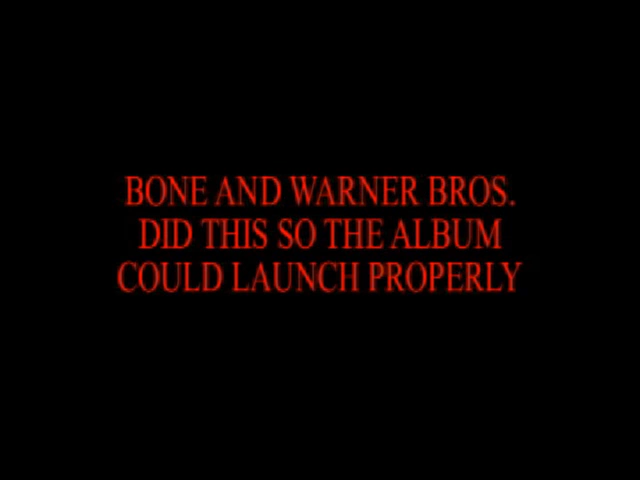 BONE AND WARNER BROS.
DID THIS SO THE ALBUM
COULD LAUNCH PROPERLY